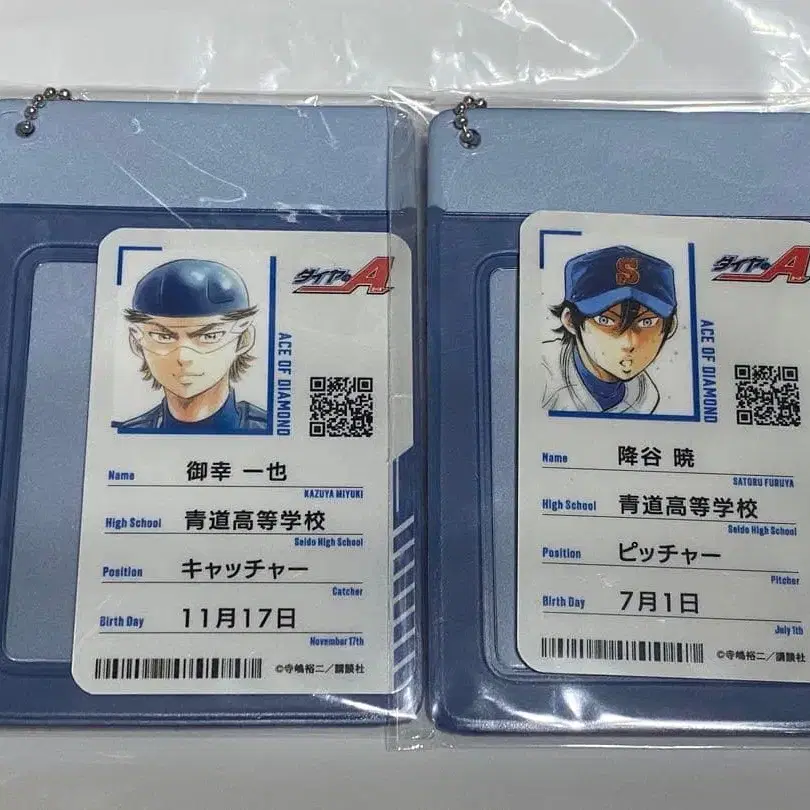 ダイヤのA
ACE OF DIAMOND
Name 御幸 一也
KAZUYA MIYUKI
High School 青道高等学校
Seido High School
Position キャッチャー
Catcher
Birth Day 11月17日
November 17th
©寺嶋裕二／講談社
ダイヤのA
S
ACE OF DIAMOND
Name 降谷 暁
SATORU FURUYA
High School 青道高等学校
Seido High School
Position ピッチャー
Pitcher
Birth Day 7月1日
July 1th
©寺嶋裕二／講談社